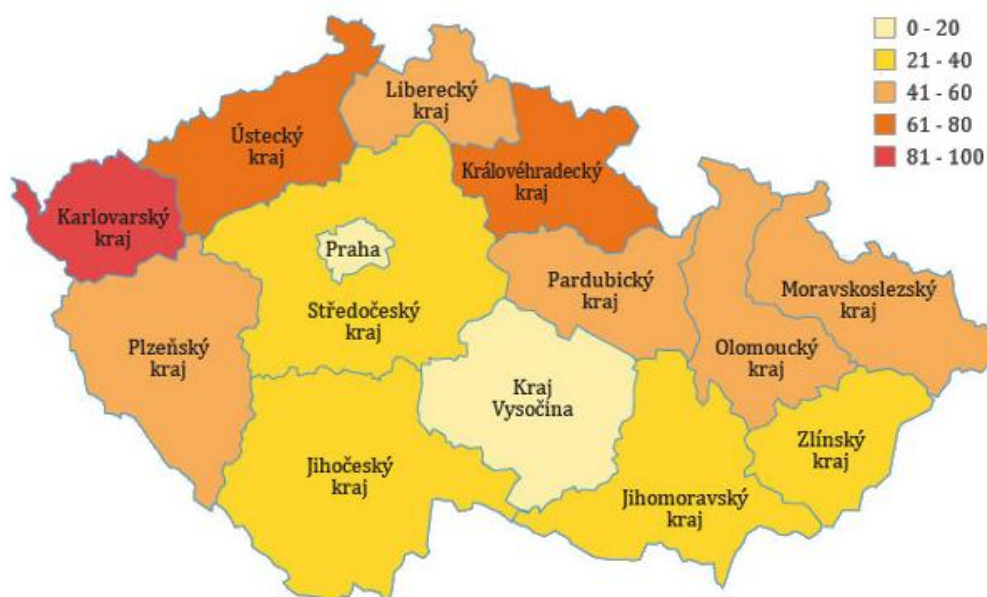 0 - 20
21 - 40
41 - 60
61 - 80
81 - 100
Liberecký
kraj
Ústecký
kraj
Královéhradecký
kraj
Karlovarský
kraj
Praha
Pardubický
kraj
Moravskoslezský
kraj
Středočeský
kraj
Plzeňský
kraj
Olomoucký
kraj
Kraj
Vysočina
Zlínský
kraj
Jihočeský
kraj
Jihomoravský
kraj